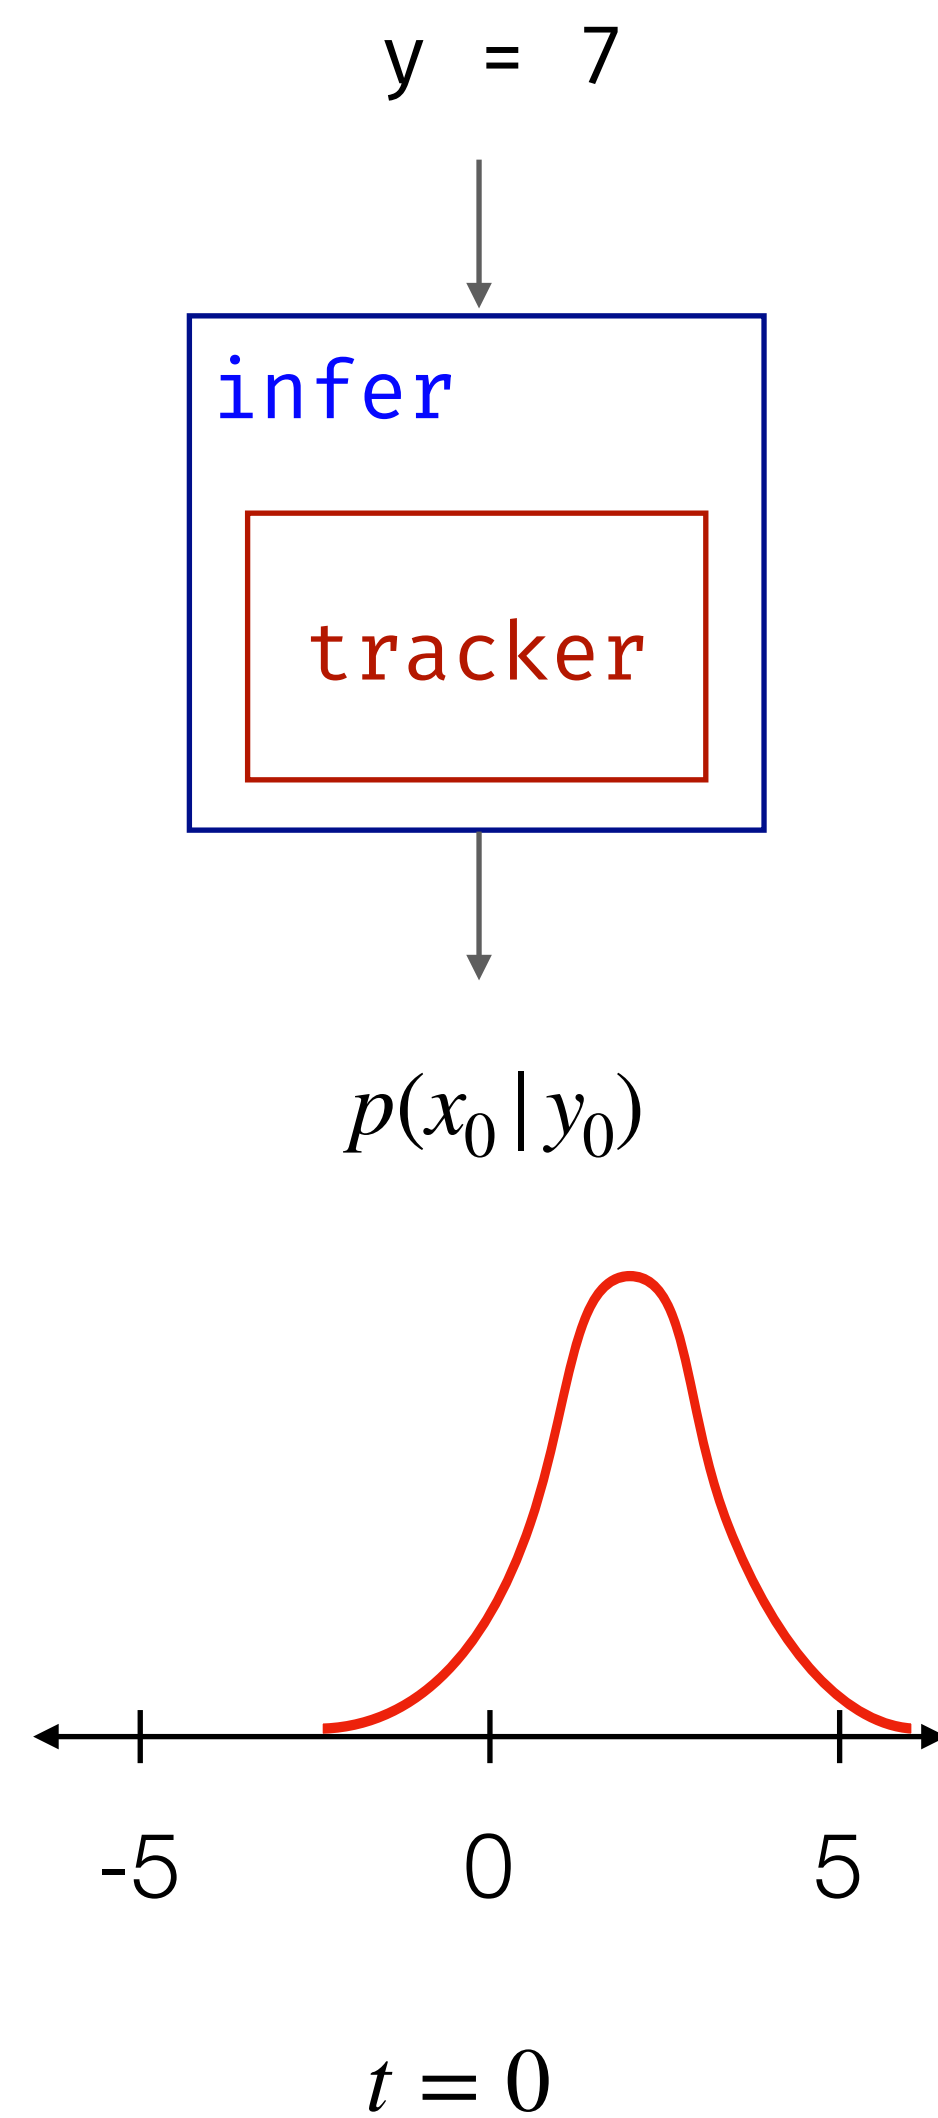 y = 7
infer
tracker
p(x₀ | y₀)
-5 0 5
t = 0